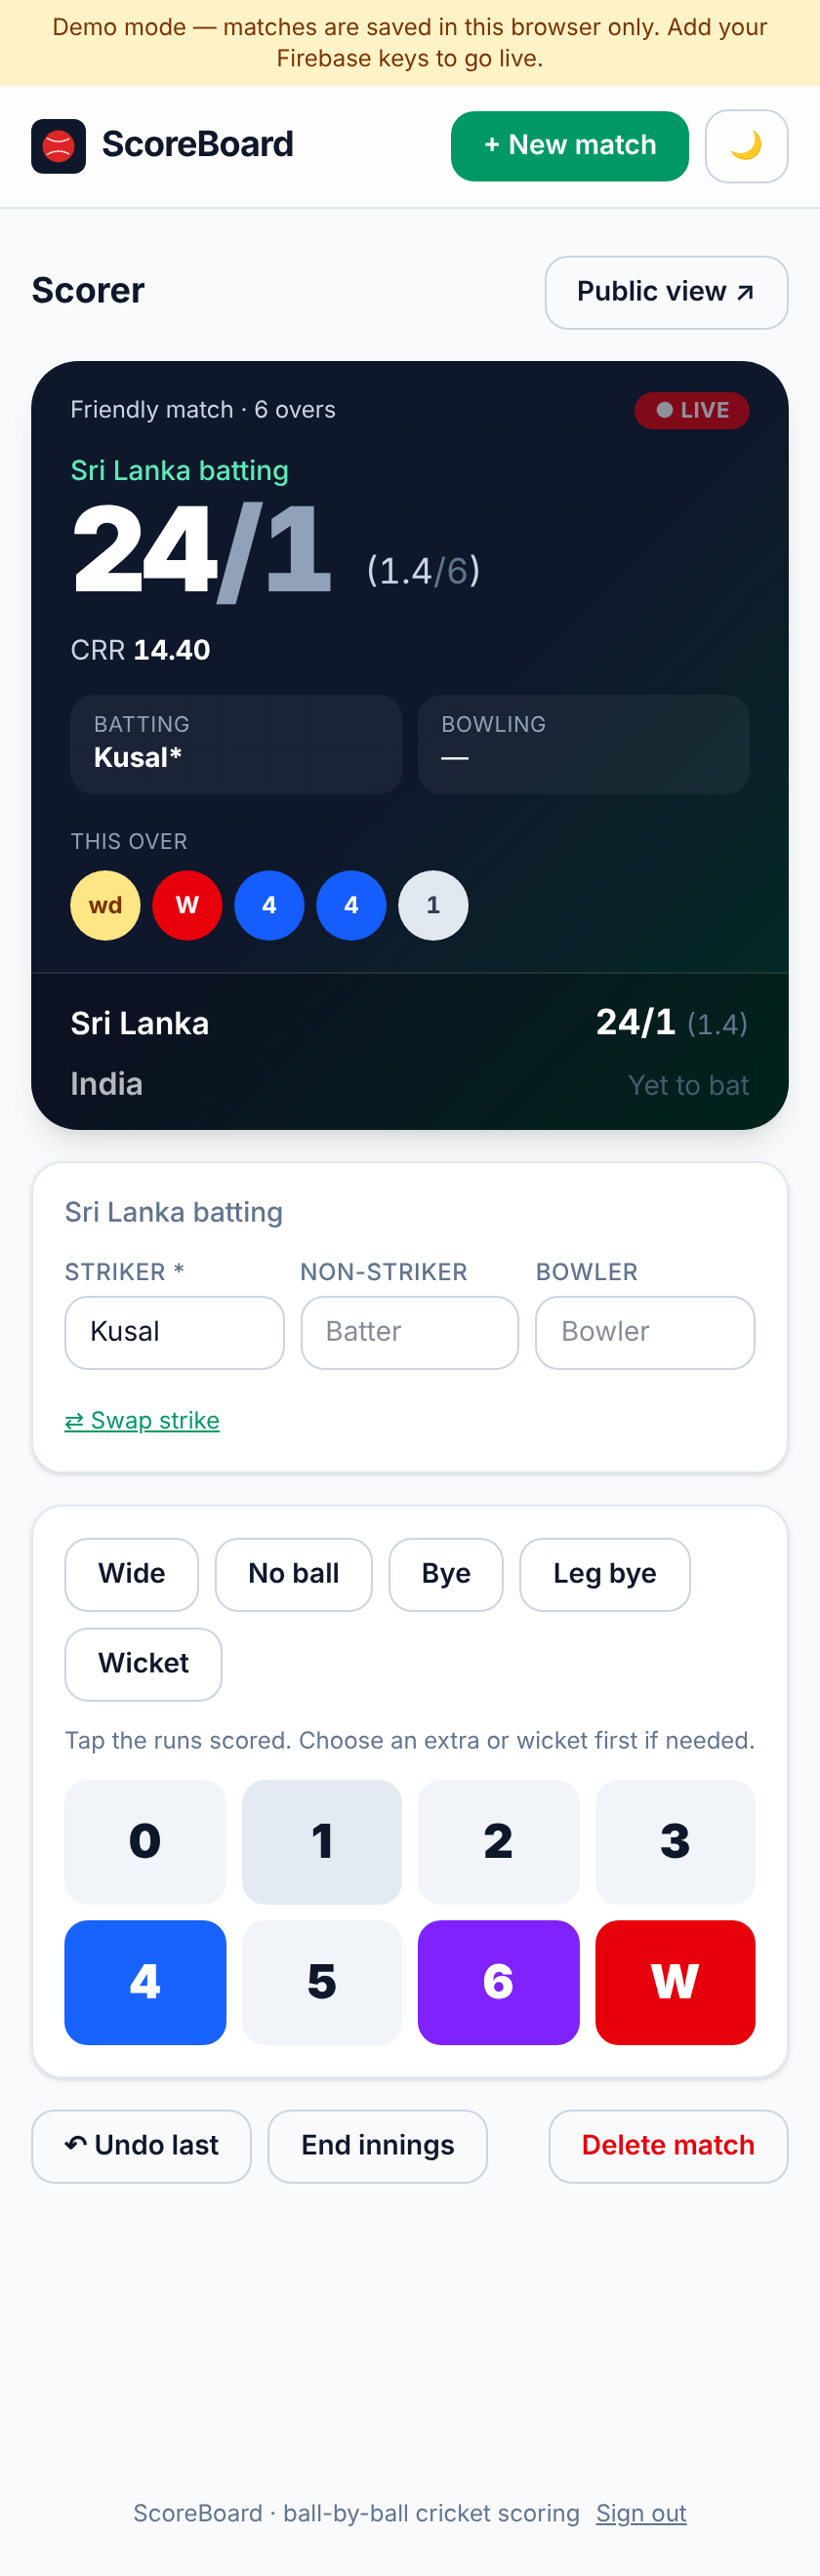 Demo mode — matches are saved in this browser only. Add your
Firebase keys to go live.
ScoreBoard
+ New match
Scorer
Public view ↗
Friendly match · 6 overs
● LIVE
Sri Lanka batting
24/1 (1.4/6)
CRR 14.40
BATTING
Kusal*
BOWLING
—
THIS OVER
wd W 4 4 1
Sri Lanka 24/1 (1.4)
India Yet to bat
Sri Lanka batting
STRIKER * NON-STRIKER BOWLER
Kusal Batter Bowler
⇄ Swap strike
Wide No ball Bye Leg bye
Wicket
Tap the runs scored. Choose an extra or wicket first if needed.
0 1 2 3
4 5 6 W
↶ Undo last End innings Delete match
ScoreBoard · ball-by-ball cricket scoring Sign out